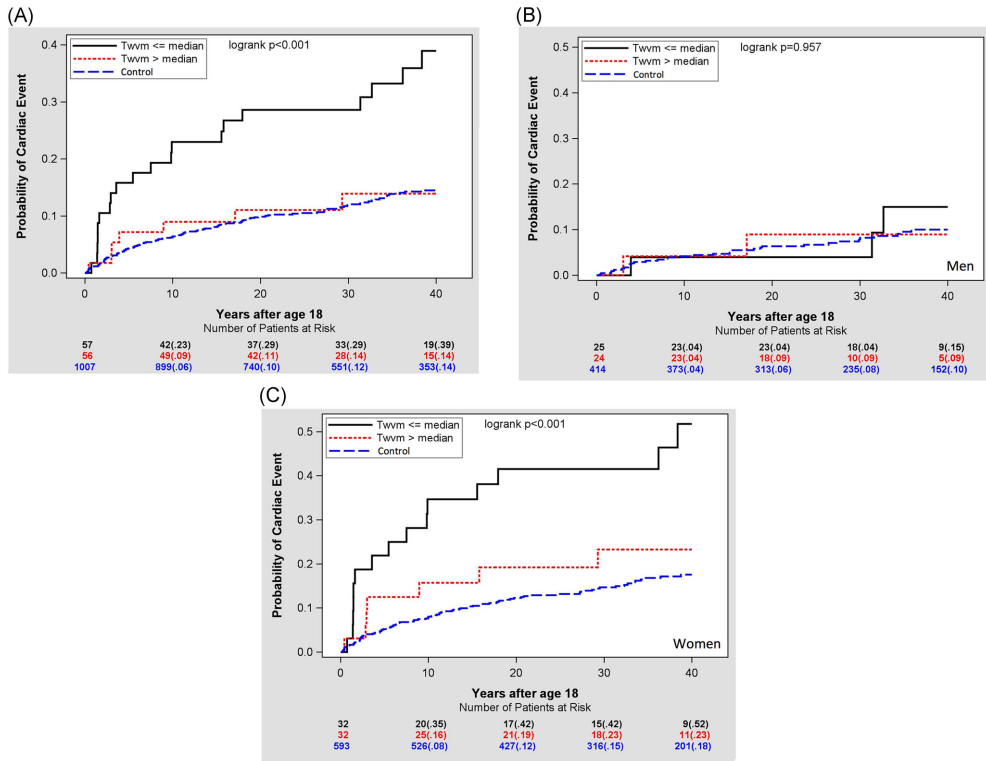 (A)
Twvm <= median
Twvm > median
Control
logrank p<0.001
Probability of Cardiac Event
0.4
0.3
0.2
0.1
0.0
0 10 20 30 40
Years after age 18
Number of Patients at Risk
57 42(.23) 37(.29) 33(.29) 19(.39)
56 49(.09) 42(.11) 28(.14) 15(.14)
1007 899(.06) 740(.10) 551(.12) 353(.14)
(B)
Twvm <= median
Twvm > median
Control
logrank p=0.957
Probability of Cardiac Event
0.5
0.4
0.3
0.2
0.1
0.0
Men
0 10 20 30 40
Years after age 18
Number of Patients at Risk
25 23(.04) 23(.04) 18(.04) 9(.15)
24 23(.04) 18(.09) 10(.09) 5(.09)
414 373(.04) 313(.06) 235(.08) 152(.10)
(C)
Twvm <= median
Twvm > median
Control
logrank p<0.001
Probability of Cardiac Event
0.5
0.4
0.3
0.2
0.1
0.0
Women
0 10 20 30 40
Years after age 18
Number of Patients at Risk
32 20(.35) 17(.42) 15(.42) 9(.52)
32 25(.16) 21(.19) 18(.23) 11(.23)
593 526(.08) 427(.12) 316(.15) 201(.18)